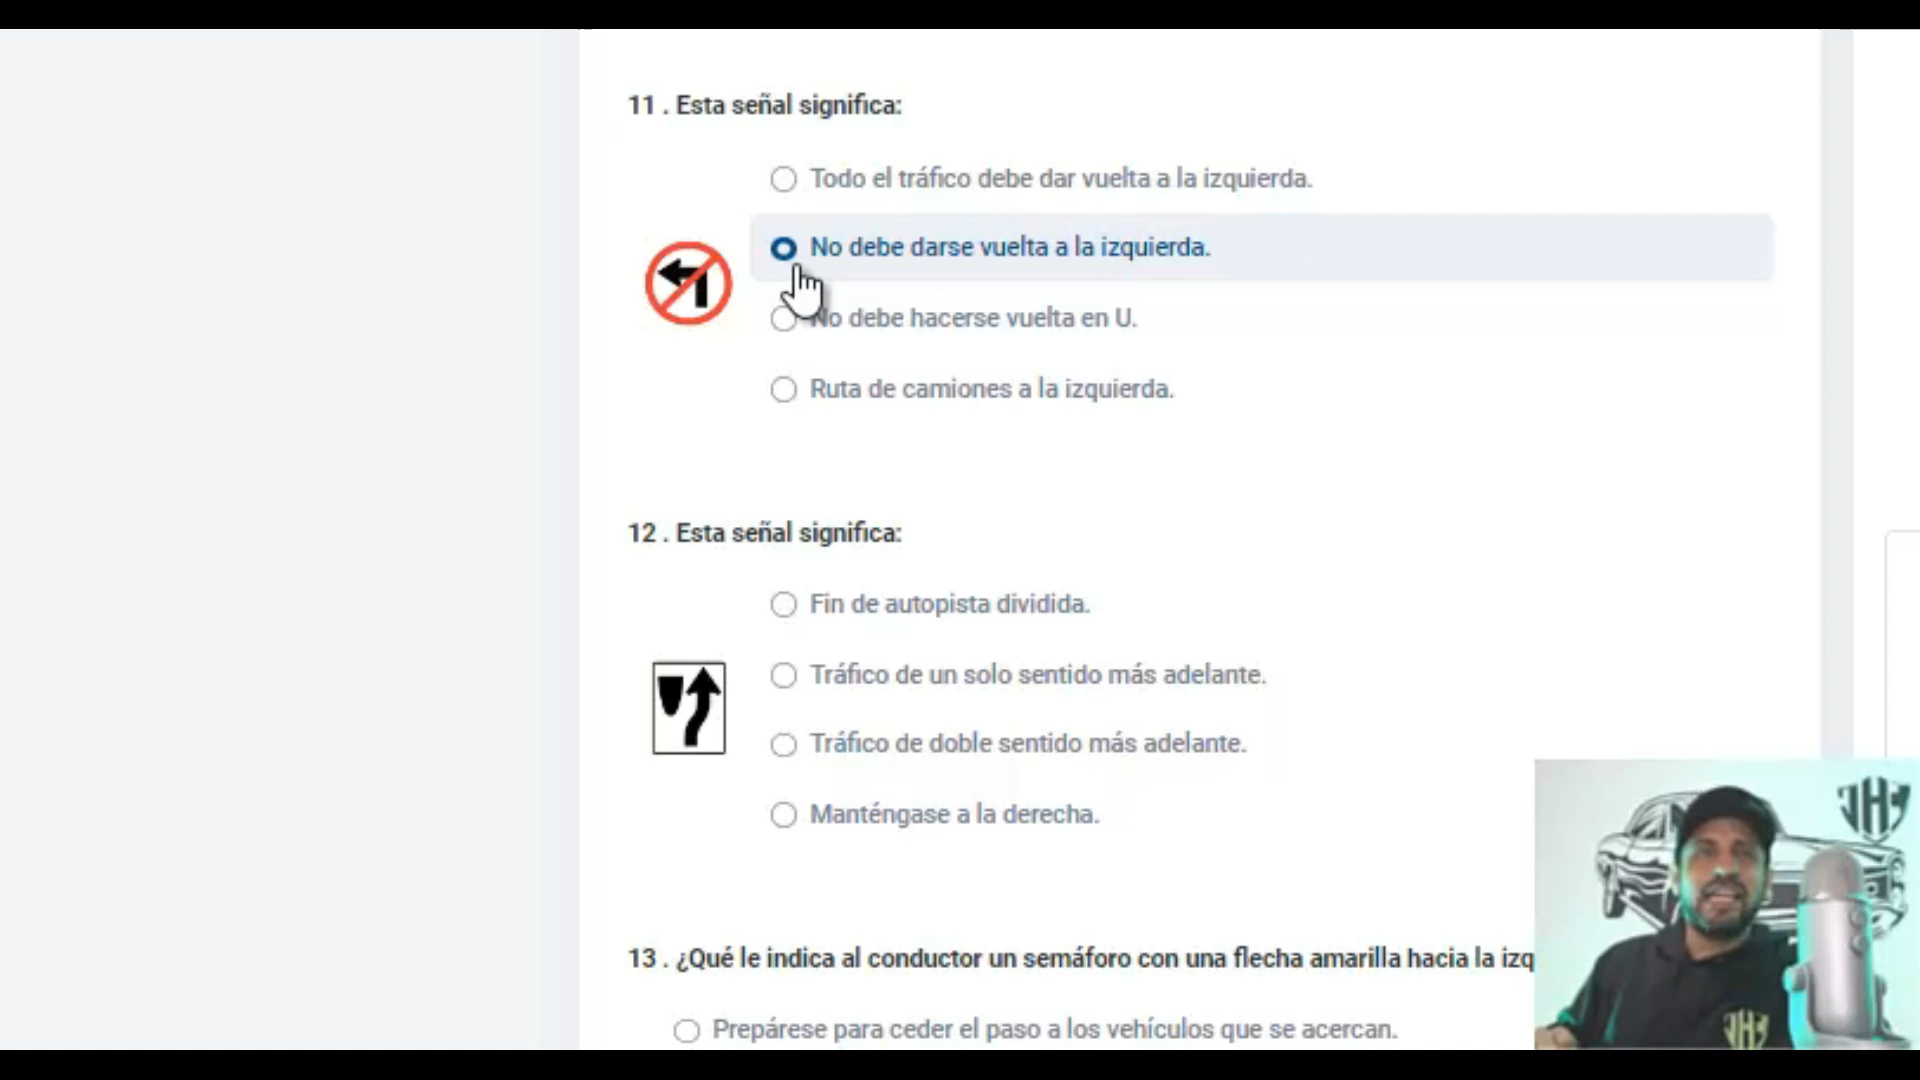 11 . Esta señal significa:
Todo el tráfico debe dar vuelta a la izquierda.
No debe darse vuelta a la izquierda.
No debe hacerse vuelta en U.
Ruta de camiones a la izquierda.
12 . Esta señal significa:
Fin de autopista dividida.
Tráfico de un solo sentido más adelante.
Tráfico de doble sentido más adelante.
Manténgase a la derecha.
13 . ¿Qué le indica al conductor un semáforo con una flecha amarilla hacia la izq
Prepárese para ceder el paso a los vehículos que se acercan.